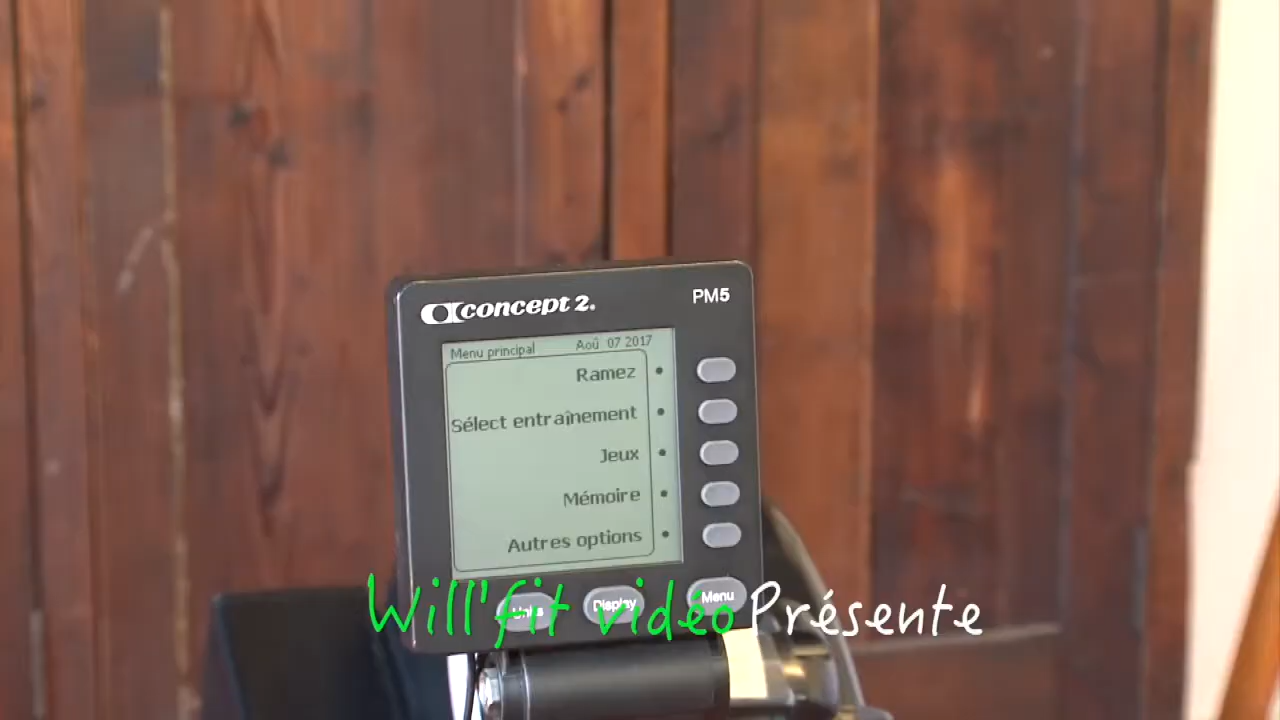 concept 2.
PM5
Menu principal Aoû 07 2017
Ramez
Sélect entraînement
Jeux
Mémoire
Autres options
Units Display Menu
Will'fit vidéo Présente